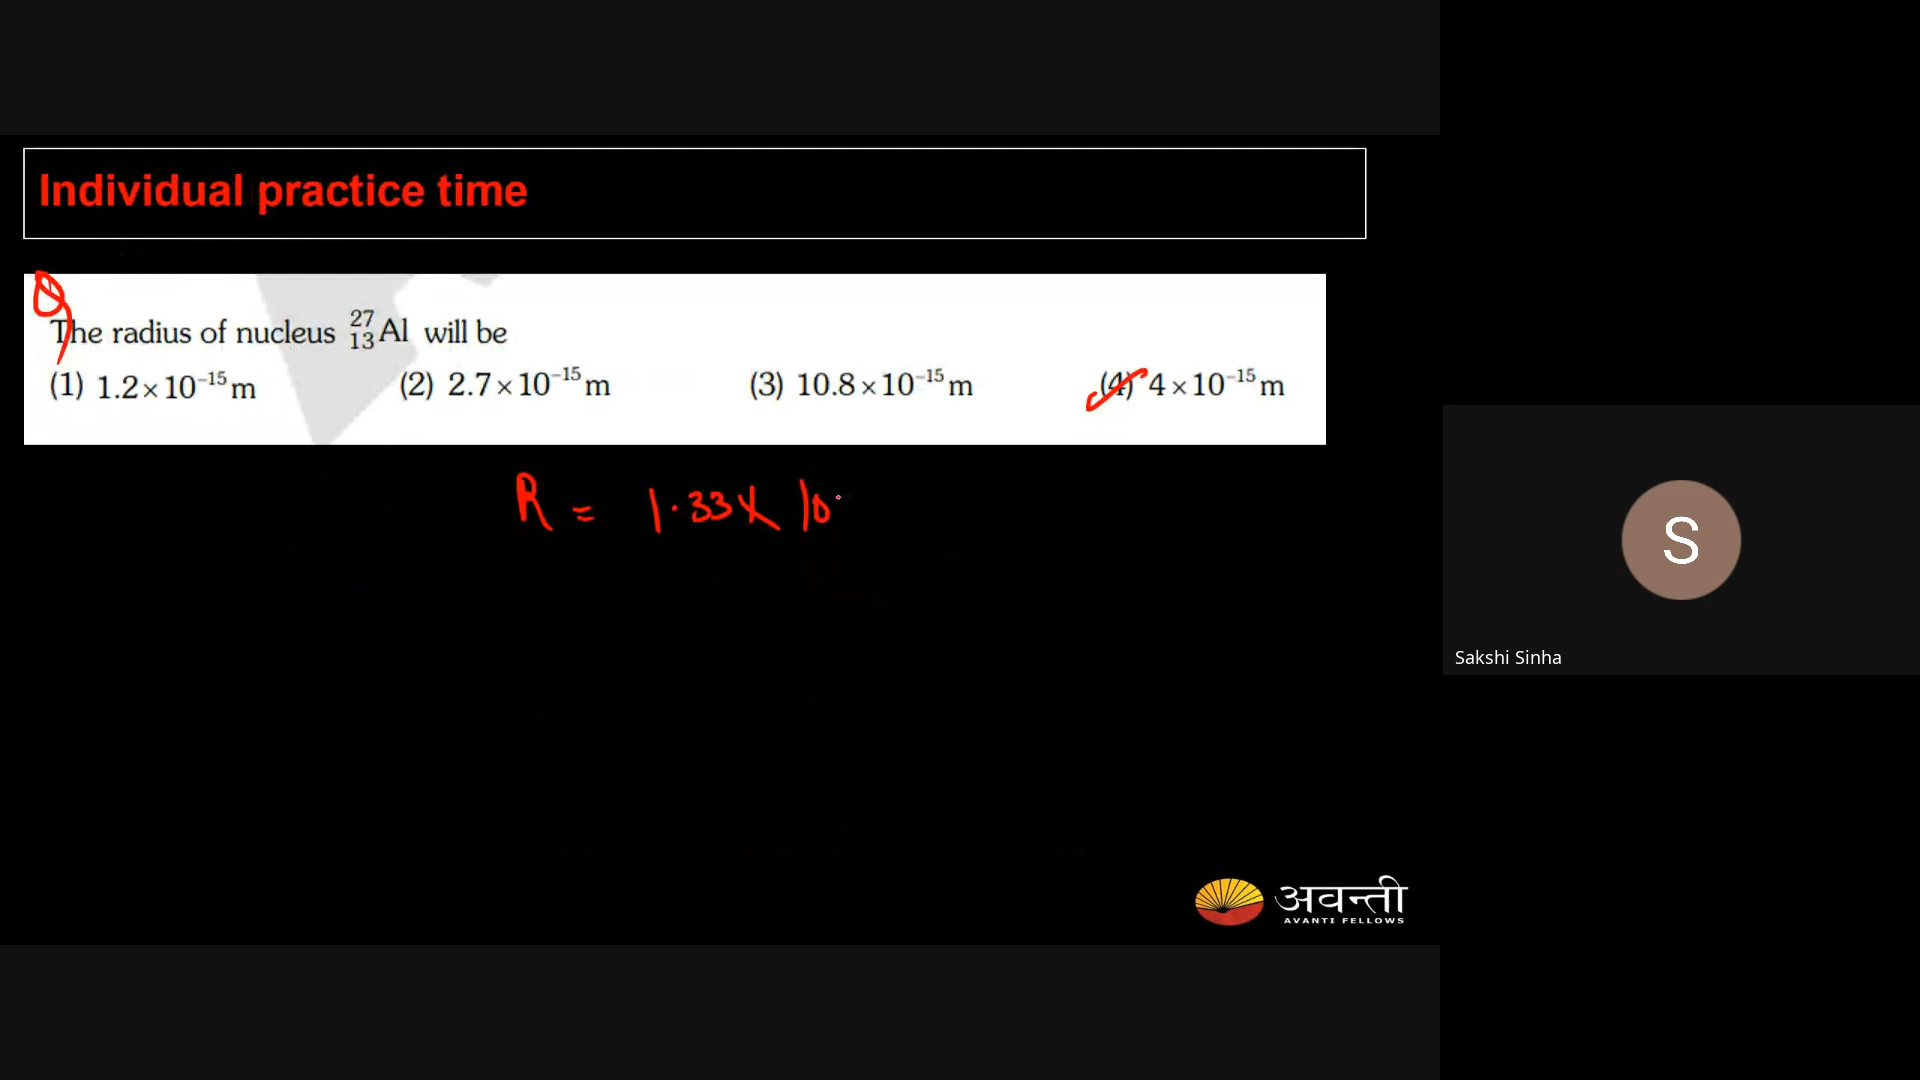 Individual practice time
Q
The radius of nucleus ²⁷₁₃Al will be
(1) 1.2×10⁻¹⁵m (2) 2.7×10⁻¹⁵m (3) 10.8×10⁻¹⁵m (4) 4×10⁻¹⁵m
R = 1.33 × 10
S
Sakshi Sinha
अवन्ती
AVANTI FELLOWS